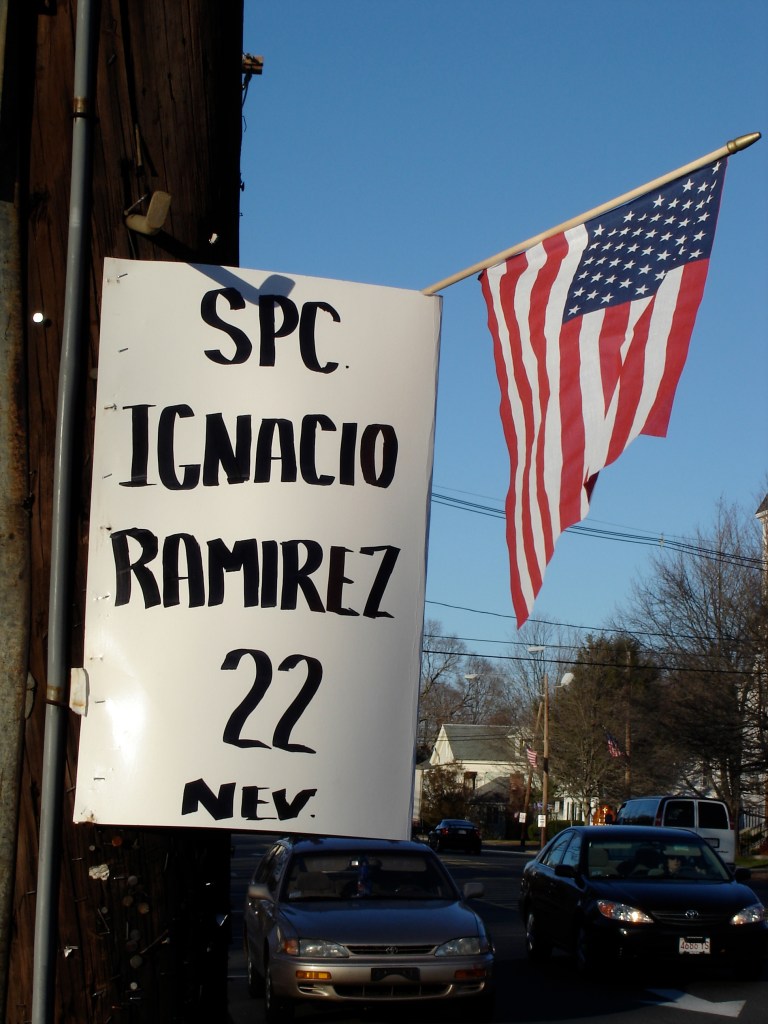 SPC.
IGNACIO
RAMIREZ
22
NEV.